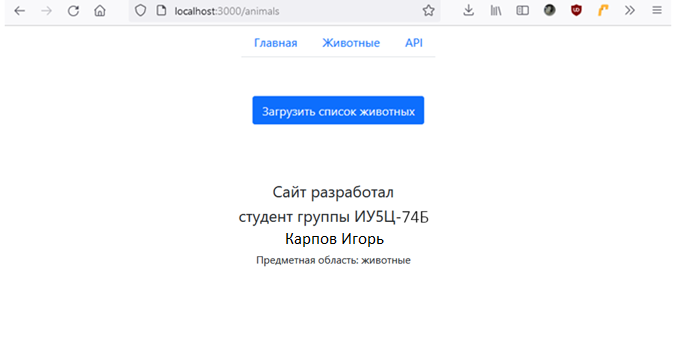 localhost:3000/animals
Главная Животные API
Загрузить список животных
Сайт разработал
студент группы ИУ5Ц-74Б
Карпов Игорь
Предметная область: животные